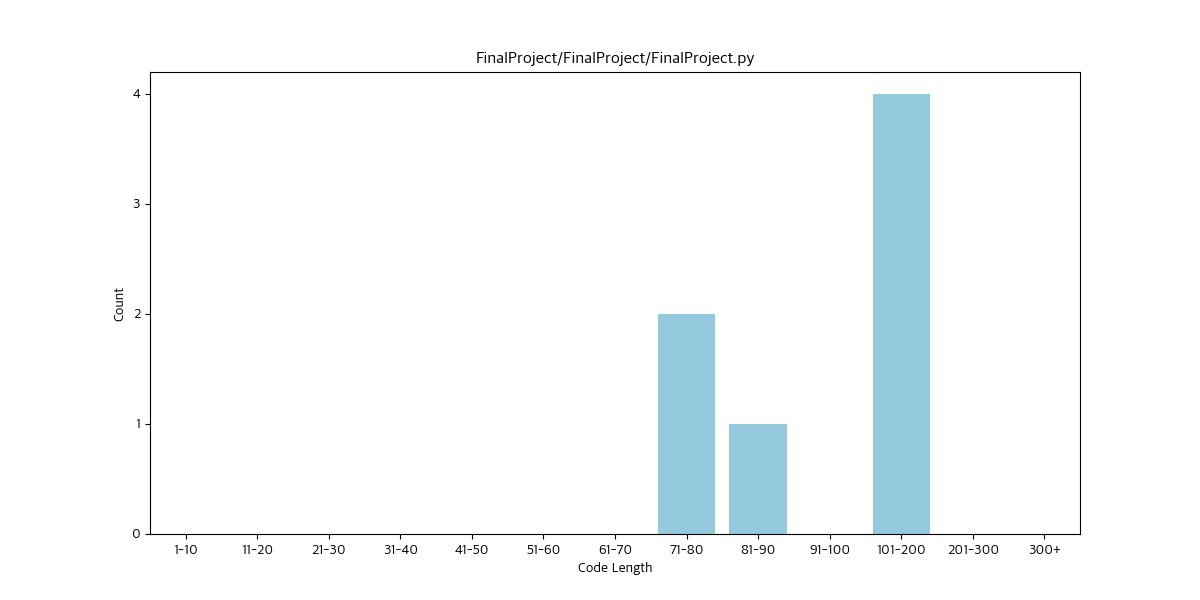 FinalProject/FinalProject/FinalProject.py
4
3
2
1
0
Count
1-10 11-20 21-30 31-40 41-50 51-60 61-70 71-80 81-90 91-100 101-200 201-300 300+
Code Length